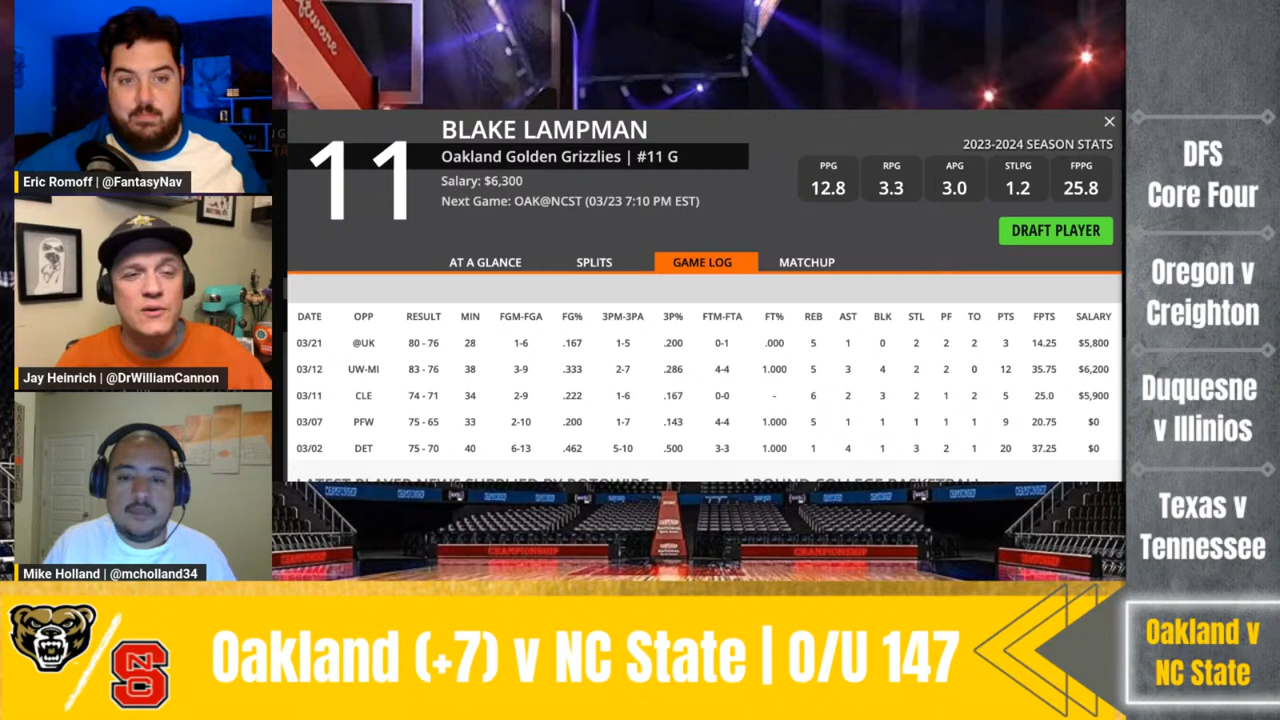 Eric Romoff | @FantasyNav
Jay Heinrich | @DrWilliamCannon
Mike Holland | @mcholland34
11
BLAKE LAMPMAN
Oakland Golden Grizzlies | #11 G
Salary: $6,300
Next Game: OAK@NCST (03/23 7:10 PM EST)
2023-2024 SEASON STATS
PPG RPG APG STLPG FPPG
12.8 3.3 3.0 1.2 25.8
DRAFT PLAYER
AT A GLANCE SPLITS GAME LOG MATCHUP
DATE OPP RESULT MIN FGM-FGA FG% 3PM-3PA 3P% FTM-FTA FT% REB AST BLK STL PF TO PTS FPTS SALARY
03/21 @UK 80 - 76 28 1-6 .167 1-5 .200 0-1 .000 5 1 0 2 2 2 3 14.25 $5,800
03/12 UW-MI 83 - 76 38 3-9 .333 2-7 .286 4-4 1.000 5 3 4 2 2 0 12 35.75 $6,200
03/11 CLE 74 - 71 34 2-9 .222 1-6 .167 0-0 - 6 2 3 2 1 2 5 25.0 $5,900
03/07 PFW 75 - 65 33 2-10 .200 1-7 .143 4-4 1.000 5 1 1 1 1 1 9 20.75 $0
03/02 DET 75 - 70 40 6-13 .462 5-10 .500 3-3 1.000 1 4 1 3 2 1 20 37.25 $0
LATEST PLAYER NEWS SUPPLIED BY ROTOWIRE AROUND COLLEGE BASKETBALL
CHAMPIONSHIP
CHAMPIONSHIP
DFS
Core Four
Oregon v
Creighton
Duquesne
v Illinios
Texas v
Tennessee
Oakland v
NC State
Oakland (+7) v NC State | O/U 147